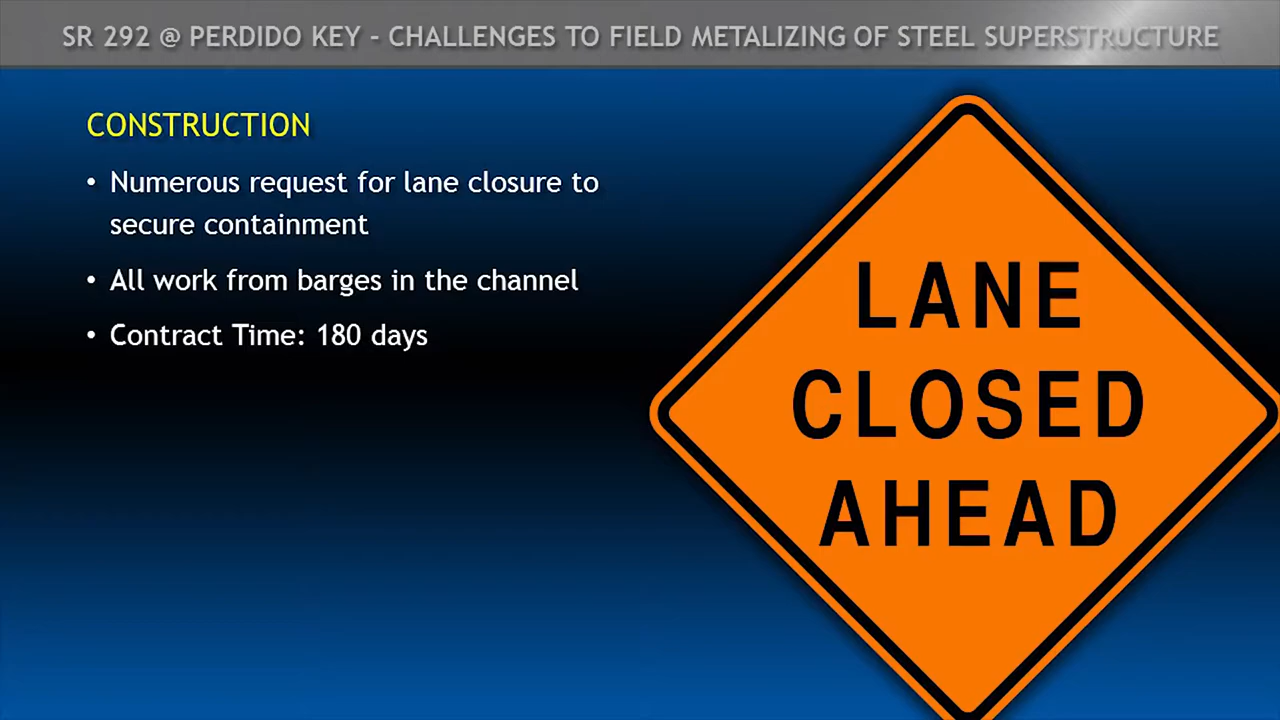 SR 292 @ PERDIDO KEY - CHALLENGES TO FIELD METALIZING OF STEEL SUPERSTRUCTURE
CONSTRUCTION
• Numerous request for lane closure to
secure containment
• All work from barges in the channel
• Contract Time: 180 days
LANE
CLOSED
AHEAD